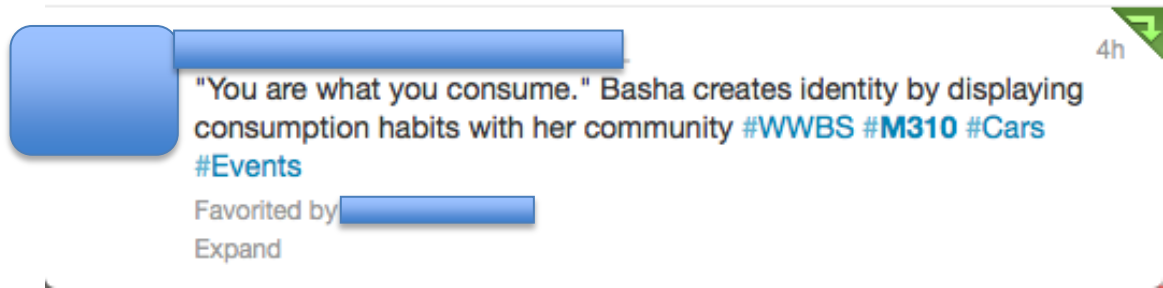 4h
"You are what you consume." Basha creates identity by displaying
consumption habits with her community #WWBS #M310 #Cars
#Events
Favorited by
Expand